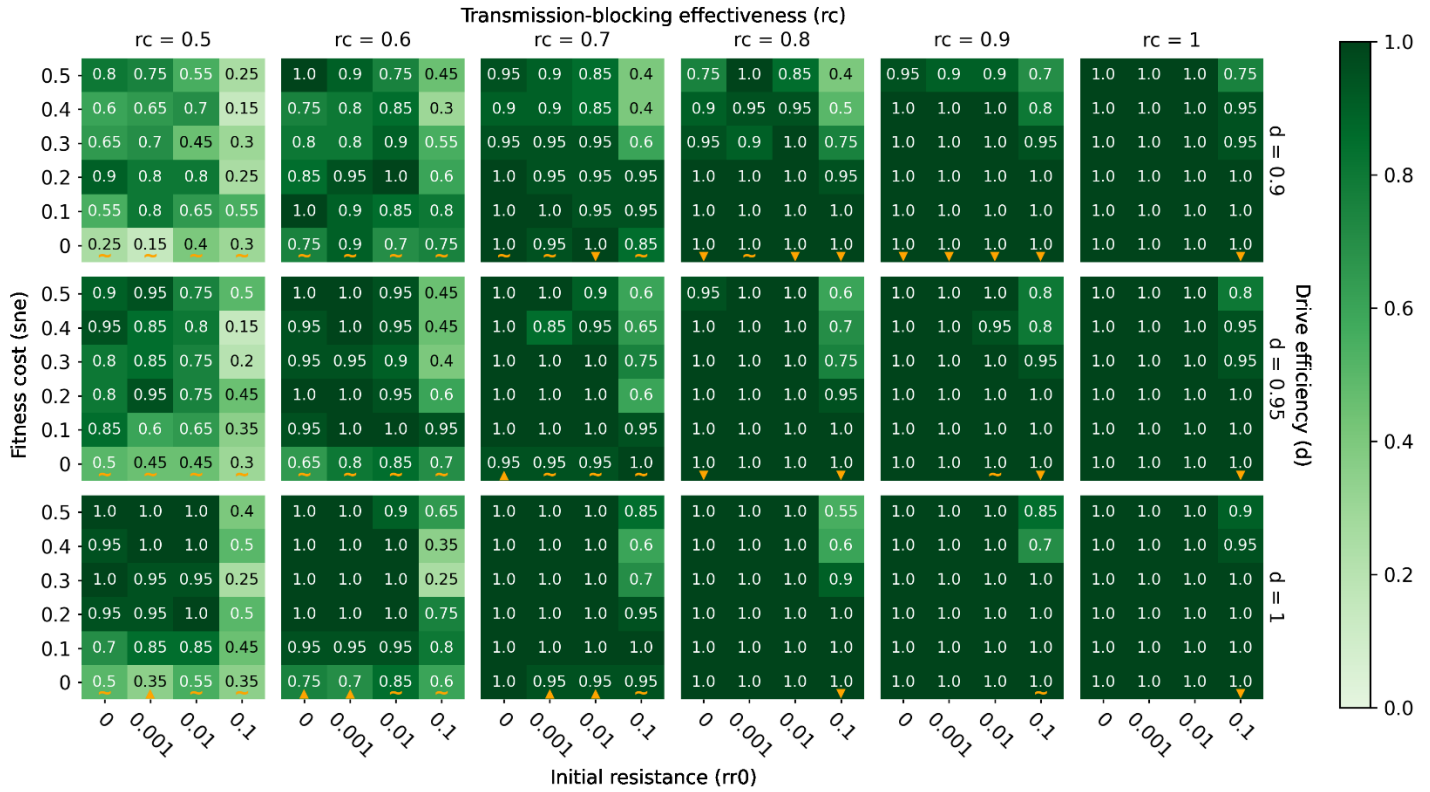 Transmission-blocking effectiveness (rc)
rc = 0.5 rc = 0.6 rc = 0.7 rc = 0.8 rc = 0.9 rc = 1
0.5 0.8 0.75 0.55 0.25 1.0 0.9 0.75 0.45 0.95 0.9 0.85 0.4 0.75 1.0 0.85 0.4 0.95 0.9 0.9 0.7 1.0 1.0 1.0 0.75
0.4 0.6 0.65 0.7 0.15 0.75 0.8 0.85 0.3 0.9 0.9 0.85 0.4 0.9 0.95 0.95 0.5 1.0 1.0 1.0 0.8 1.0 1.0 1.0 0.95
0.3 0.65 0.7 0.45 0.3 0.8 0.8 0.9 0.55 0.95 0.95 0.95 0.6 0.95 0.9 1.0 0.75 1.0 1.0 1.0 0.95 1.0 1.0 1.0 0.95
0.2 0.9 0.8 0.8 0.25 0.85 0.95 1.0 0.6 1.0 0.95 0.95 0.95 1.0 1.0 1.0 0.95 1.0 1.0 1.0 1.0 1.0 1.0 1.0 1.0
0.1 0.55 0.8 0.65 0.55 1.0 0.9 0.85 0.8 1.0 1.0 0.95 0.95 1.0 1.0 1.0 1.0 1.0 1.0 1.0 1.0 1.0 1.0 1.0 1.0
0 0.25 0.15 0.4 0.3 0.75 0.9 0.7 0.75 1.0 0.95 1.0 0.85 1.0 1.0 1.0 1.0 1.0 1.0 1.0 1.0 1.0 1.0 1.0 1.0
d = 0.9
0.5 0.9 0.95 0.75 0.5 1.0 1.0 0.95 0.45 1.0 1.0 0.9 0.6 0.95 1.0 1.0 0.6 1.0 1.0 1.0 0.8 1.0 1.0 1.0 0.8
0.4 0.95 0.85 0.8 0.15 0.95 1.0 0.95 0.45 1.0 0.85 0.95 0.65 1.0 1.0 1.0 0.7 1.0 1.0 0.95 0.8 1.0 1.0 1.0 0.95
0.3 0.8 0.85 0.75 0.2 0.95 0.95 0.9 0.4 1.0 1.0 1.0 0.75 1.0 1.0 1.0 0.75 1.0 1.0 1.0 0.95 1.0 1.0 1.0 0.95
0.2 0.8 0.95 0.75 0.45 1.0 1.0 0.95 0.6 1.0 1.0 1.0 0.6 1.0 1.0 1.0 0.95 1.0 1.0 1.0 1.0 1.0 1.0 1.0 1.0
0.1 0.85 0.6 0.65 0.35 0.95 1.0 1.0 0.95 1.0 1.0 1.0 0.95 1.0 1.0 1.0 1.0 1.0 1.0 1.0 1.0 1.0 1.0 1.0 1.0
0 0.5 0.45 0.45 0.3 0.65 0.8 0.85 0.7 0.95 0.95 0.95 1.0 1.0 1.0 1.0 1.0 1.0 1.0 1.0 1.0 1.0 1.0 1.0 1.0
d = 0.95
0.5 1.0 1.0 1.0 0.4 1.0 1.0 0.9 0.65 1.0 1.0 1.0 0.85 1.0 1.0 1.0 0.55 1.0 1.0 1.0 0.85 1.0 1.0 1.0 0.9
0.4 0.95 1.0 1.0 0.5 1.0 1.0 1.0 0.35 1.0 1.0 1.0 0.6 1.0 1.0 1.0 0.6 1.0 1.0 1.0 0.7 1.0 1.0 1.0 0.95
0.3 1.0 0.95 0.95 0.25 1.0 1.0 1.0 0.25 1.0 1.0 1.0 0.7 1.0 1.0 1.0 0.9 1.0 1.0 1.0 1.0 1.0 1.0 1.0 1.0
0.2 0.95 0.95 1.0 0.5 1.0 1.0 1.0 0.75 1.0 1.0 1.0 0.95 1.0 1.0 1.0 1.0 1.0 1.0 1.0 1.0 1.0 1.0 1.0 1.0
0.1 0.7 0.85 0.85 0.45 0.95 0.95 0.95 0.8 1.0 1.0 1.0 1.0 1.0 1.0 1.0 1.0 1.0 1.0 1.0 1.0 1.0 1.0 1.0 1.0
0 0.5 0.35 0.55 0.35 0.75 0.7 0.85 0.6 1.0 0.95 0.95 0.95 1.0 1.0 1.0 1.0 1.0 1.0 1.0 1.0 1.0 1.0 1.0 1.0
d = 1
0 0.001 0.01 0.1 0 0.001 0.01 0.1 0 0.001 0.01 0.1 0 0.001 0.01 0.1 0 0.001 0.01 0.1 0 0.001 0.01 0.1
Initial resistance (rr0)
Fitness cost (sne)
Drive efficiency (d)
1.0
0.8
0.6
0.4
0.2
0.0